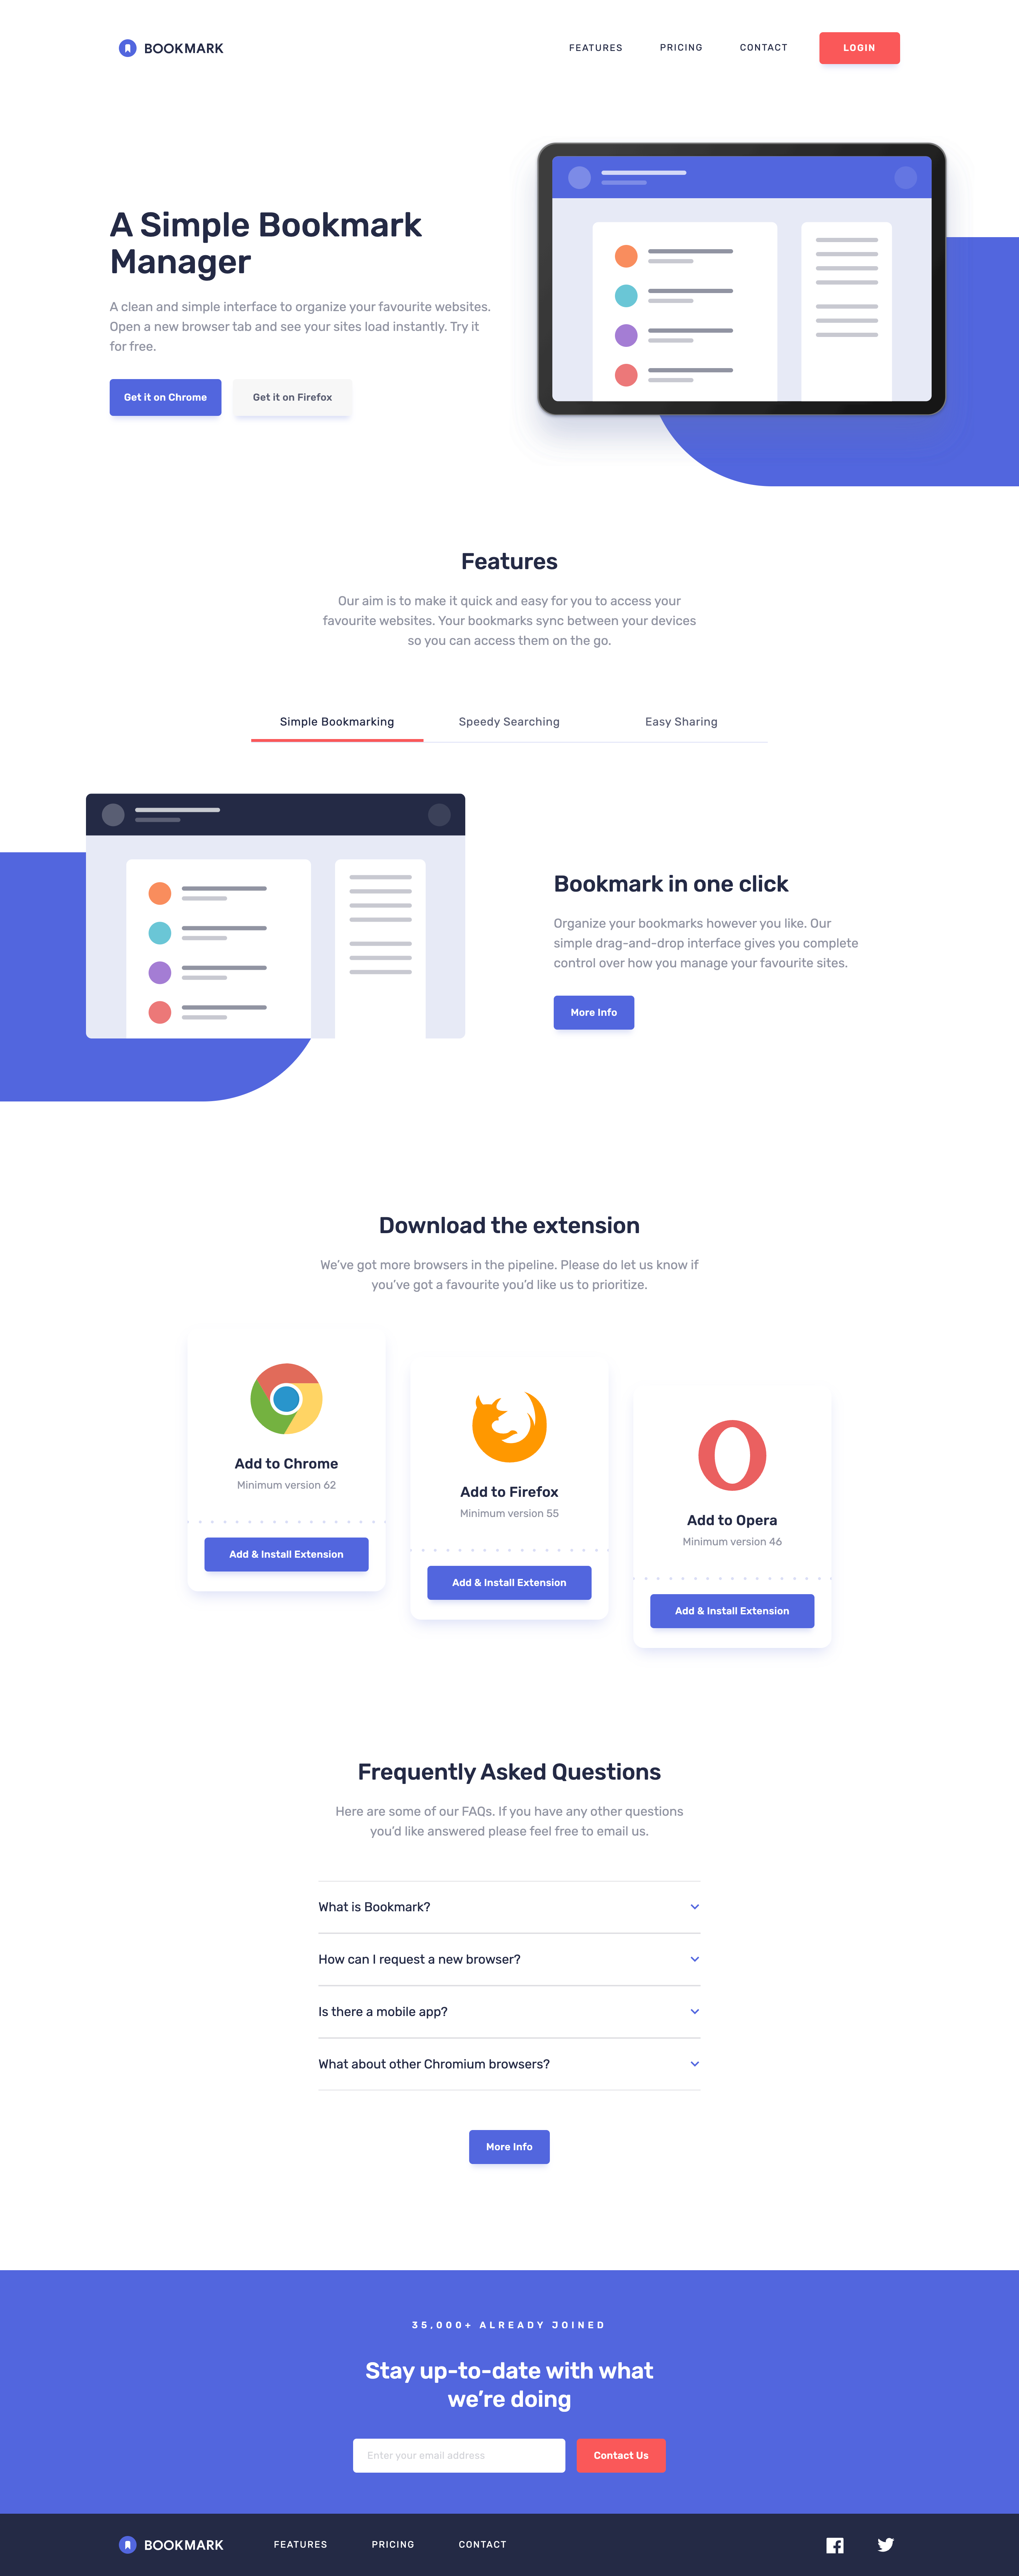 BOOKMARK
FEATURES
PRICING
CONTACT
LOGIN
A Simple Bookmark
Manager
A clean and simple interface to organize your favourite websites.
Open a new browser tab and see your sites load instantly. Try it
for free.
Get it on Chrome
Get it on Firefox
Features
Our aim is to make it quick and easy for you to access your
favourite websites. Your bookmarks sync between your devices
so you can access them on the go.
Simple Bookmarking
Speedy Searching
Easy Sharing
Bookmark in one click
Organize your bookmarks however you like. Our
simple drag-and-drop interface gives you complete
control over how you manage your favourite sites.
More Info
Download the extension
We’ve got more browsers in the pipeline. Please do let us know if
you’ve got a favourite you’d like us to prioritize.
Add to Chrome
Minimum version 62
Add & Install Extension
Add to Firefox
Minimum version 55
Add & Install Extension
Add to Opera
Minimum version 46
Add & Install Extension
Frequently Asked Questions
Here are some of our FAQs. If you have any other questions
you’d like answered please feel free to email us.
What is Bookmark?
How can I request a new browser?
Is there a mobile app?
What about other Chromium browsers?
More Info
35,000+ ALREADY JOINED
Stay up-to-date with what
we’re doing
Enter your email address
Contact Us
BOOKMARK
FEATURES
PRICING
CONTACT